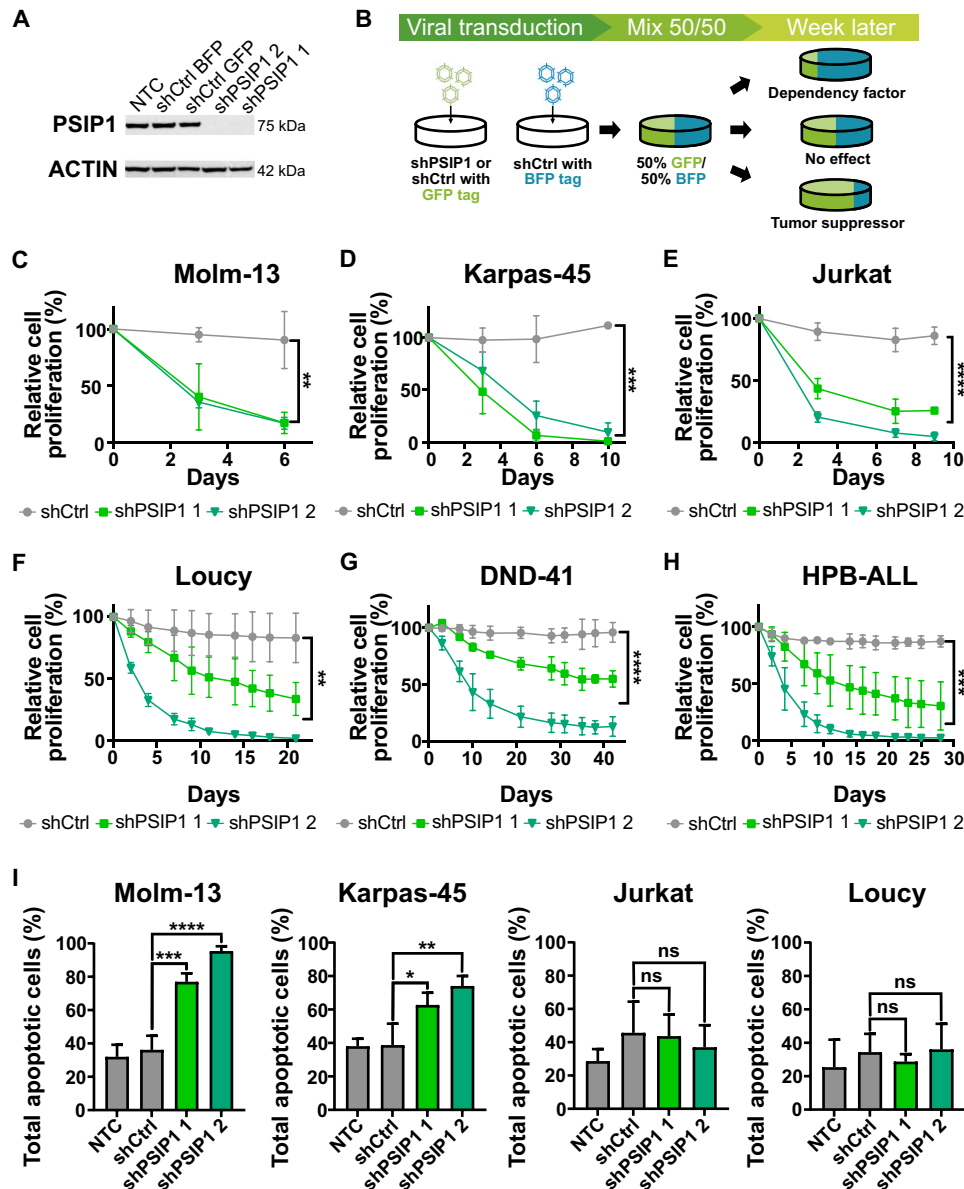 A
NTC
shCtrl BFP
shCtrl GFP
shPSIP1 2
shPSIP1 1
PSIP1
75 kDa
ACTIN
42 kDa
B
Viral transduction
Mix 50/50
Week later
shPSIP1 or
shCtrl with
GFP tag
shCtrl with
BFP tag
50% GFP/
50% BFP
Dependency factor
No effect
Tumor suppressor
C
Molm-13
Relative cell
proliferation (%)
100
50
0
0 2 4 6
**
Days
shCtrl shPSIP1 1 shPSIP1 2
D
Karpas-45
Relative cell
proliferation (%)
100
50
0
0 2 4 6 8 10
***
Days
shCtrl shPSIP1 1 shPSIP1 2
E
Jurkat
Relative cell
proliferation (%)
100
50
0
0 2 4 6 8 10
****
Days
shCtrl shPSIP1 1 shPSIP1 2
F
Loucy
Relative cell
proliferation (%)
100
50
0
0 5 10 15 20
**
Days
shCtrl shPSIP1 1 shPSIP1 2
G
DND-41
Relative cell
proliferation (%)
100
50
0
0 10 20 30 40
****
Days
shCtrl shPSIP1 1 shPSIP1 2
H
HPB-ALL
Relative cell
proliferation (%)
100
50
0
0 5 10 15 20 25 30
***
Days
shCtrl shPSIP1 1 shPSIP1 2
I
Molm-13
Total apoptotic cells (%)
100
80
60
40
20
0
****
***
NTC
shCtrl
shPSIP1 1
shPSIP1 2
Karpas-45
Total apoptotic cells (%)
100
80
60
40
20
0
**
*
NTC
shCtrl
shPSIP1 1
shPSIP1 2
Jurkat
Total apoptotic cells (%)
100
80
60
40
20
0
ns
ns
NTC
shCtrl
shPSIP1 1
shPSIP1 2
Loucy
Total apoptotic cells (%)
100
80
60
40
20
0
ns
ns
NTC
shCtrl
shPSIP1 1
shPSIP1 2